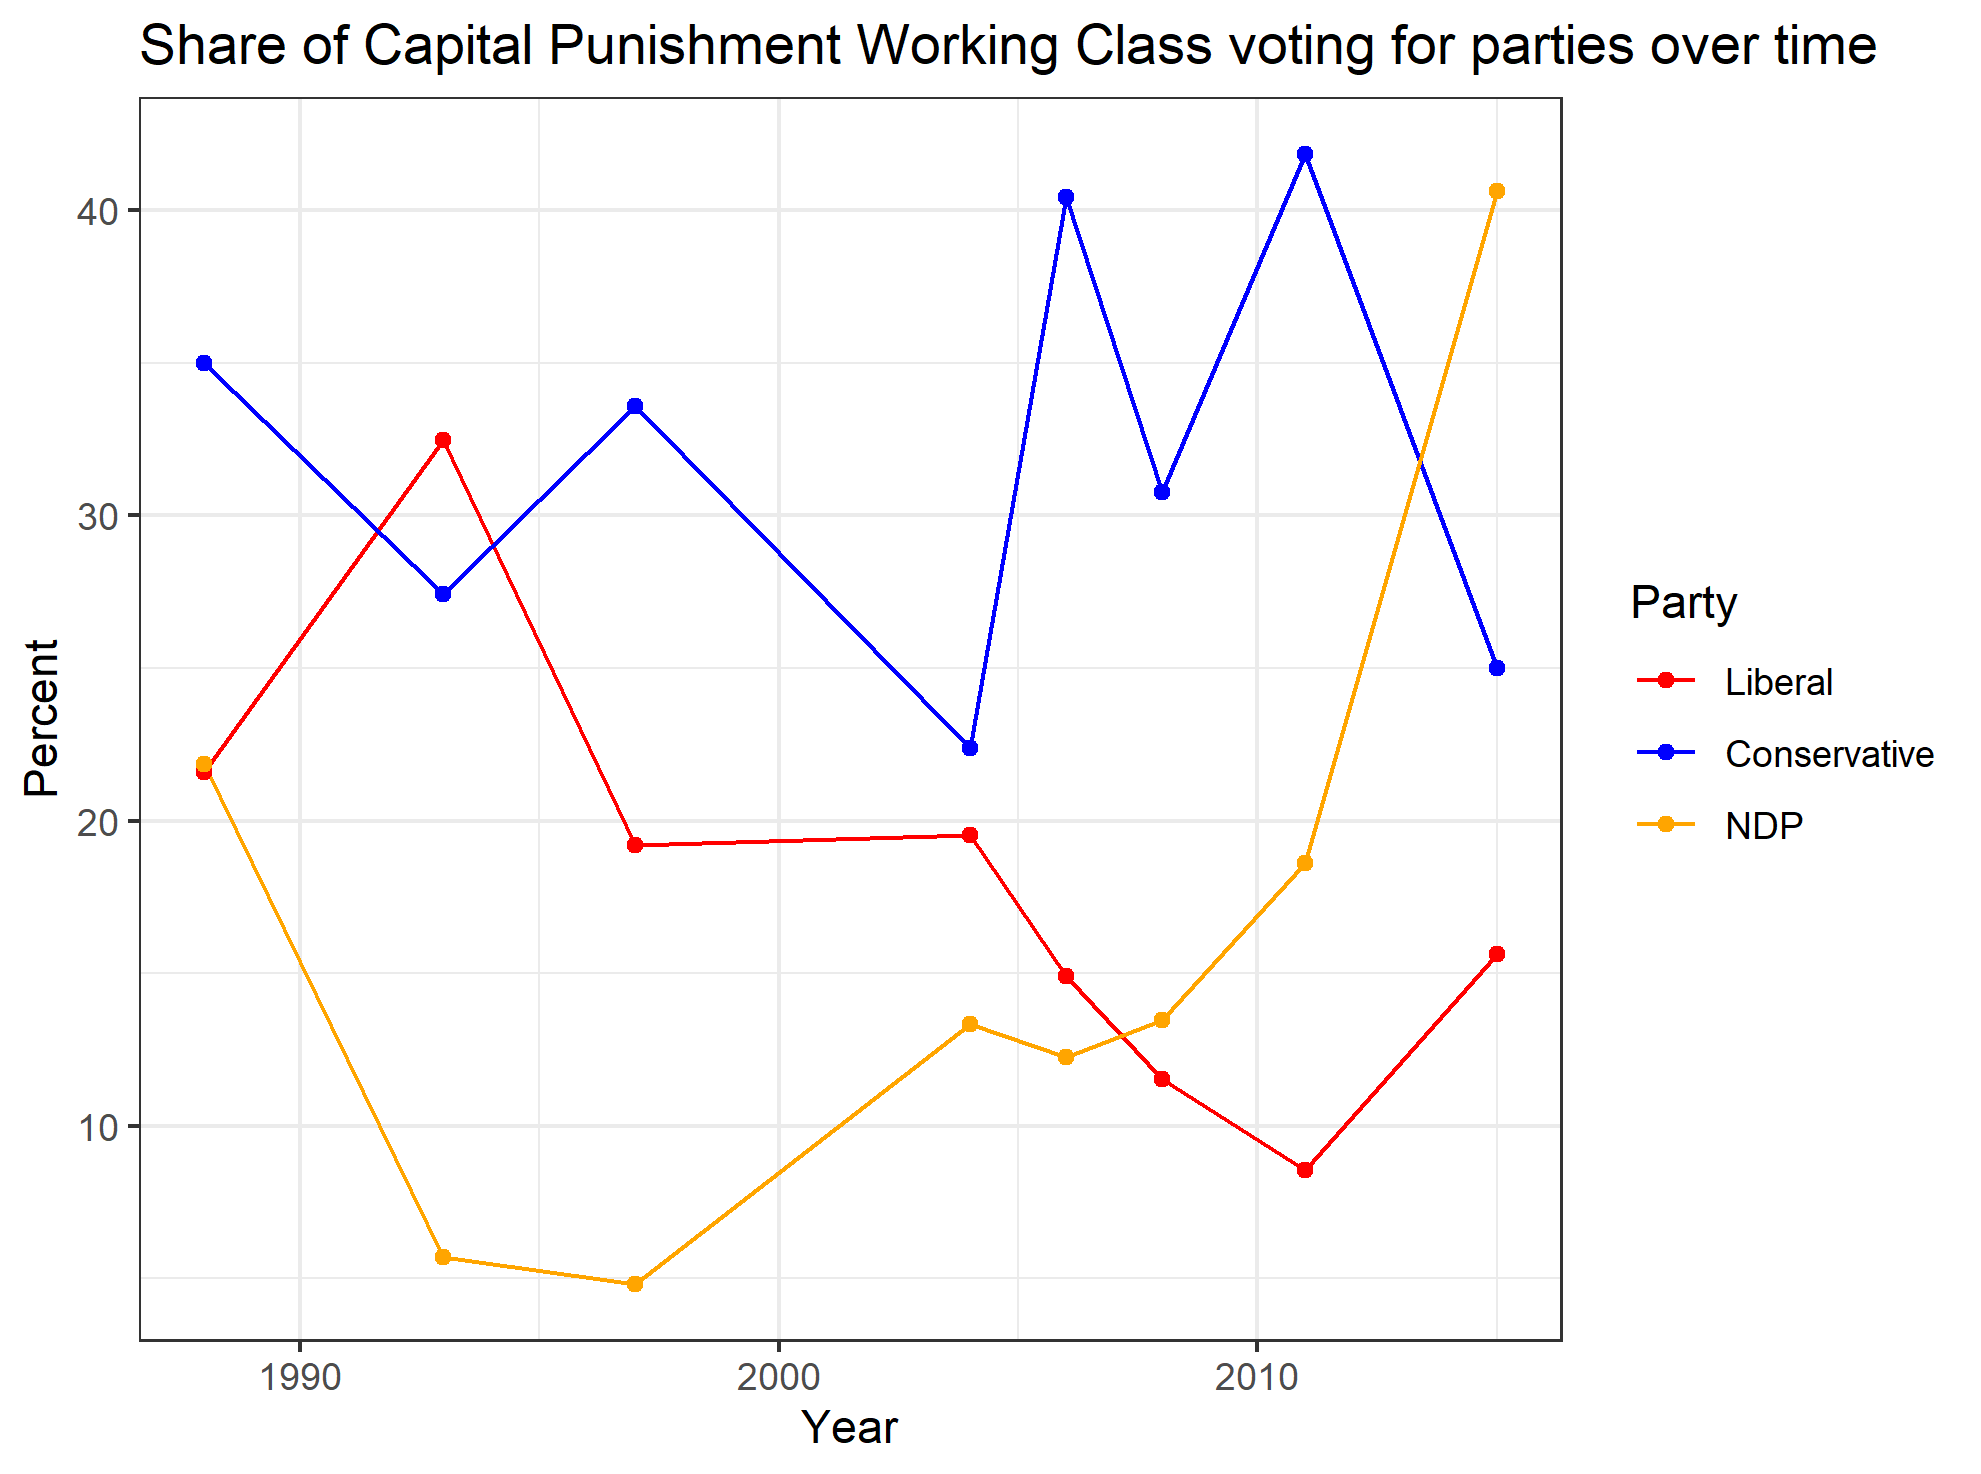 Share of Capital Punishment Working Class voting for parties over time
40
30
20
10
Percent
1990
2000
2010
Year
Party
Liberal
Conservative
NDP